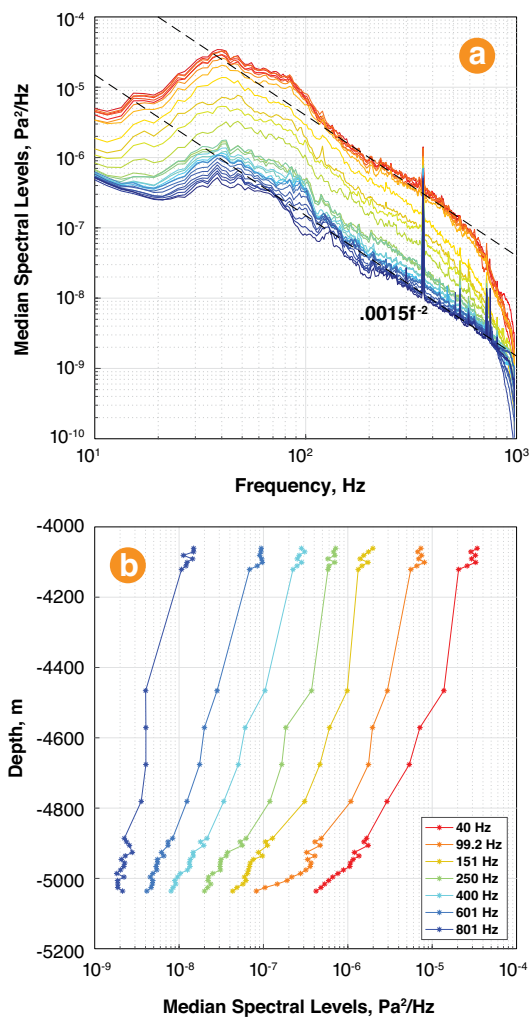 10⁻⁴
a
10⁻⁵
10⁻⁶
10⁻⁷
10⁻⁸
.0015f⁻²
10⁻⁹
10⁻¹⁰
10¹ 10² 10³
Median Spectral Levels, Pa²/Hz
Frequency, Hz
-4000
b
-4200
-4400
-4600
-4800
-5000
-5200
Depth, m
40 Hz
99.2 Hz
151 Hz
250 Hz
400 Hz
601 Hz
801 Hz
10⁻⁹ 10⁻⁸ 10⁻⁷ 10⁻⁶ 10⁻⁵ 10⁻⁴
Median Spectral Levels, Pa²/Hz